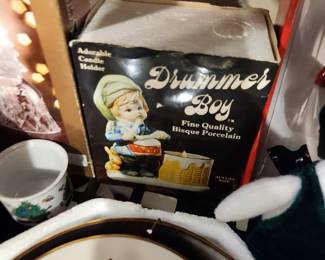 Adorable
Candle
Holder
Drummer
Boy
Fine Quality
Bisque Porcelain